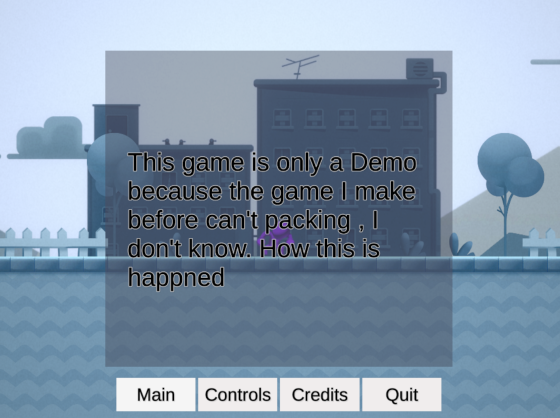 This game is only a Demo
because the game I make
before can't packing , I
don't know. How this is
happned
Main
Controls
Credits
Quit